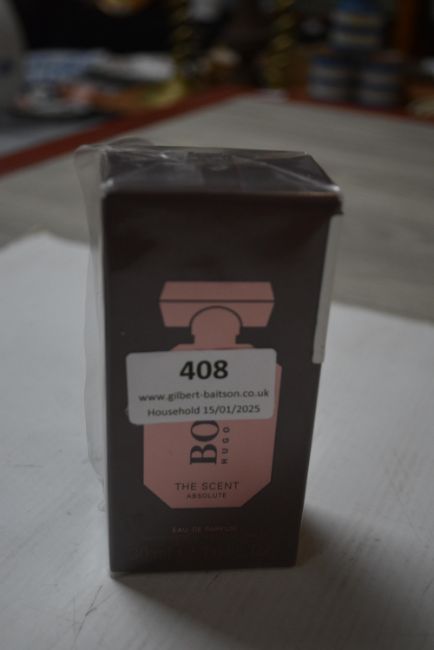 408
www.gilbert-baitson.co.uk
Household 15/01/2025
BO
HUGO
THE SCENT
ABSOLUTE
EAU DE PARFUM